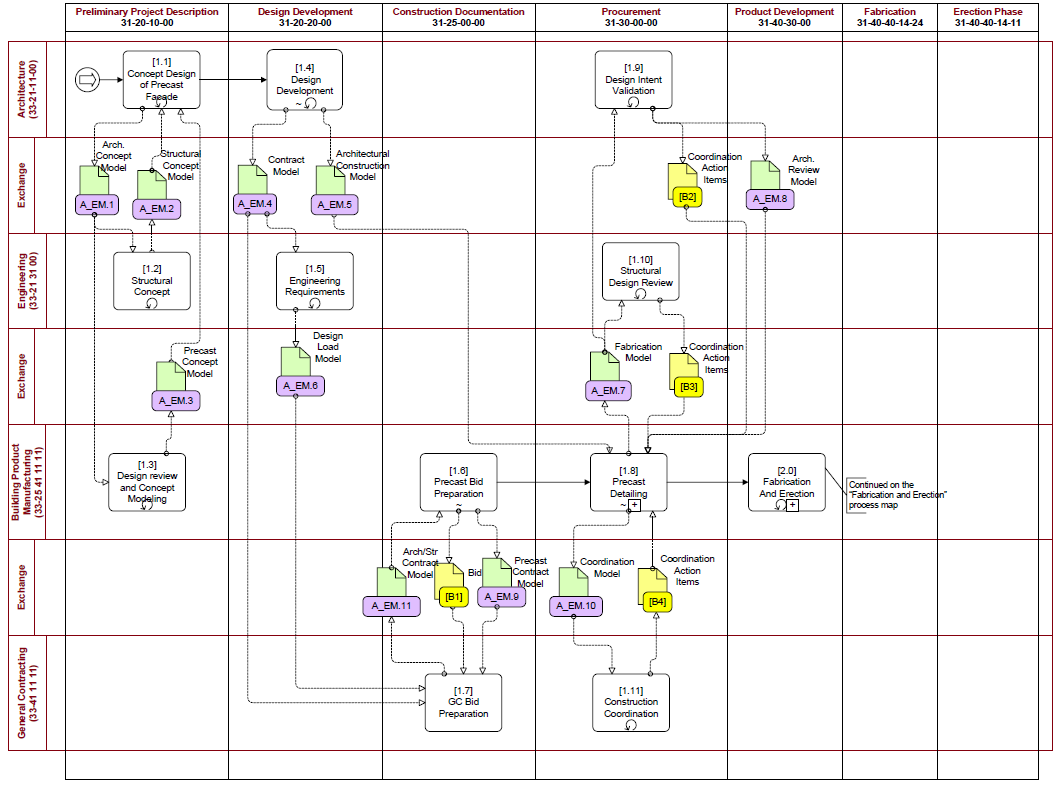 Preliminary Project Description
31-20-10-00
Design Development
31-20-20-00
Construction Documentation
31-25-00-00
Procurement
31-30-00-00
Product Development
31-40-30-00
Fabrication
31-40-40-14-24
Erection Phase
31-40-40-14-11
Architecture
(33-21-11-00)
[1.1]
Concept Design
of Precast
Façade
[1.4]
Design
Development
~
[1.9]
Design Intent
Validation
Exchange
Arch.
Concept
Model
A_EM.1
Structural
Concept
Model
A_EM.2
Contract
Model
A_EM.4
Architectural
Construction
Model
A_EM.5
Coordination
Action
Items
[B2]
Arch.
Review
Model
A_EM.8
Engineering
(33-21 31 00)
[1.2]
Structural
Concept
[1.5]
Engineering
Requirements
[1.10]
Structural
Design Review
Exchange
Precast
Concept
Model
A_EM.3
Design
Load
Model
A_EM.6
Fabrication
Model
A_EM.7
Coordination
Action
Items
[B3]
Building Product
Manufacturing
(33-25 41 11 11)
[1.3]
Design review
and Concept
Modeling
[1.6]
Precast Bid
Preparation
~
[1.8]
Precast
Detailing
~ +
[2.0]
Fabrication
And Erection
+
Continued on the
"Fabrication and Erection"
process map
Exchange
Arch/Str
Contract
Model
A_EM.11
Bid
[B1]
Precast
Contract
Model
A_EM.9
Coordination
Model
A_EM.10
Coordination
Action
Items
[B4]
General Contracting
(33-41 11 11)
[1.7]
GC Bid
Preparation
[1.11]
Construction
Coordination